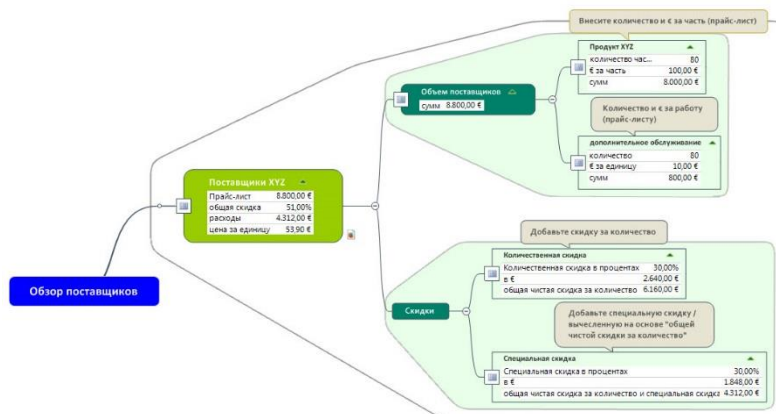 Внесите количество и € за часть (прайс-лист)
Продукт XYZ
количество час... 80
€ за часть 100,00 €
сумм 8.000,00 €
Объем поставщиков
сумм 8.800,00 €
Количество и € за работу
(прайс-листу)
дополнительное обслуживание
количество 80
€ за единицу 10,00 €
сумм 800,00 €
Поставщики XYZ
Прайс-лист 8.800,00 €
общая скидка 51,00%
расходы 4.312,00 €
цена за единицу 53,90 €
Обзор поставщиков
Добавьте скидку за количество
Количественная скидка
Количественная скидка в процентах 30,00%
в € 2.640,00 €
общая чистая скидка за количество 6.160,00 €
Скидки
Добавьте специальную скидку /
вычисленную на основе "общей
чистой скидки за количество"
Специальная скидка
Специальная скидка в процентах 30,00%
в € 1.848,00 €
общая чистая скидка за количество и специальная скидка 4.312,00 €